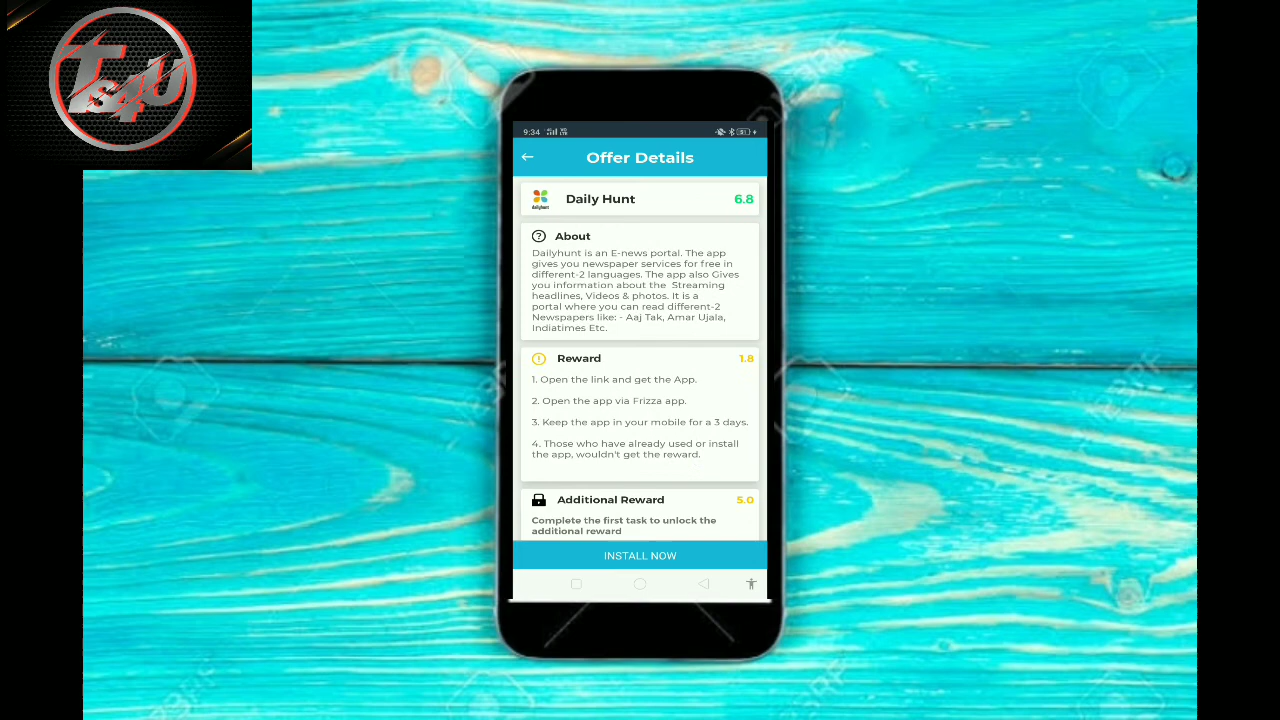 Ts4U
9:34
Offer Details
dailyhunt
Daily Hunt
6.8
About
Dailyhunt is an E-news portal. The app
gives you newspaper services for free in
different-2 languages. The app also Gives
you information about the Streaming
headlines, Videos & photos. It is a
portal where you can read different-2
Newspapers like: - Aaj Tak, Amar Ujala,
Indiatimes Etc.
Reward
1.8
1. Open the link and get the App.
2. Open the app via Frizza app.
3. Keep the app in your mobile for a 3 days.
4. Those who have already used or install
the app, wouldn't get the reward.
Additional Reward
5.0
Complete the first task to unlock the
additional reward
INSTALL NOW